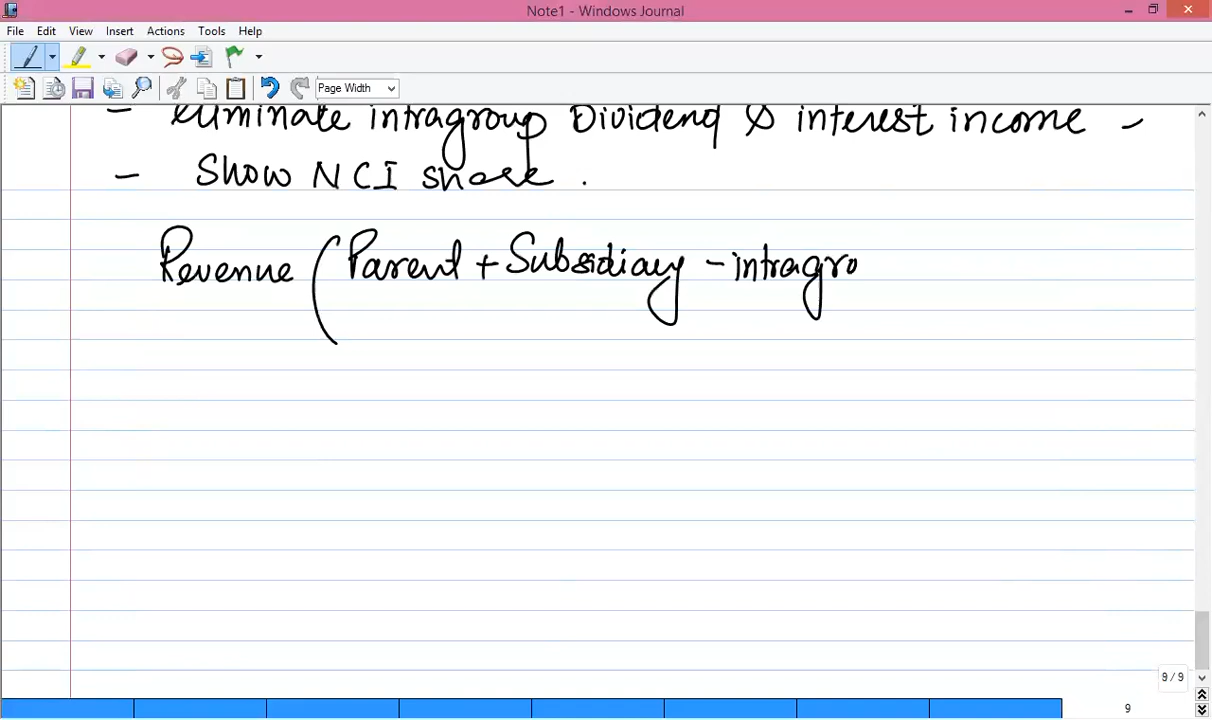 Note1 - Windows Journal
File Edit View Insert Actions Tools Help
Page Width
- eliminate intragroup Dividend & interest income -
- Show NCI share .
Revenue ( Parent + Subsidiary - intragro
9 / 9
9